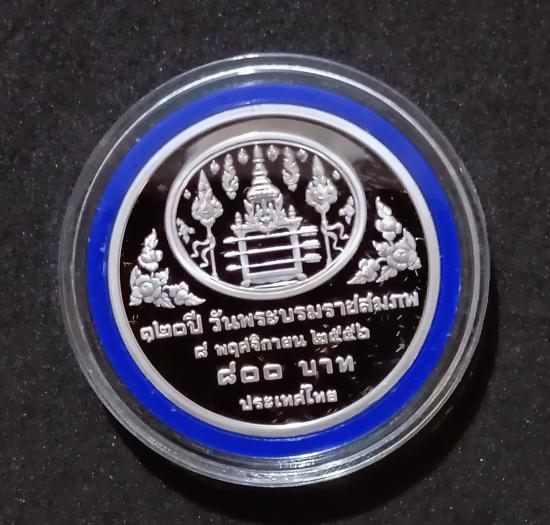 ๑๒๐ปี วันพระบรมราชสมภพ
๘ พฤศจิกายน ๒๕๕๖
๘๐๐ บาท
ประเทศไทย